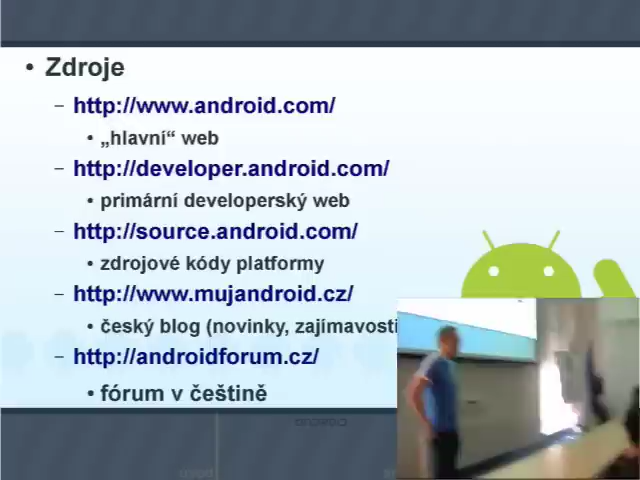 • Zdroje
– http://www.android.com/
• „hlavní“ web
– http://developer.android.com/
• primární developerský web
– http://source.android.com/
• zdrojové kódy platformy
– http://www.mujandroid.cz/
• český blog (novinky, zajímavosti
– http://androidforum.cz/
• fórum v češtině
android